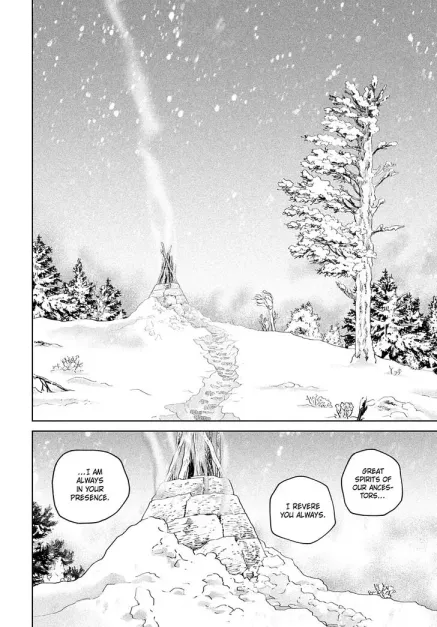 GREAT
SPIRITS OF
OUR ANCES-
TORS...
I REVERE
YOU ALWAYS.
...I AM
ALWAYS
IN YOUR
PRESENCE.